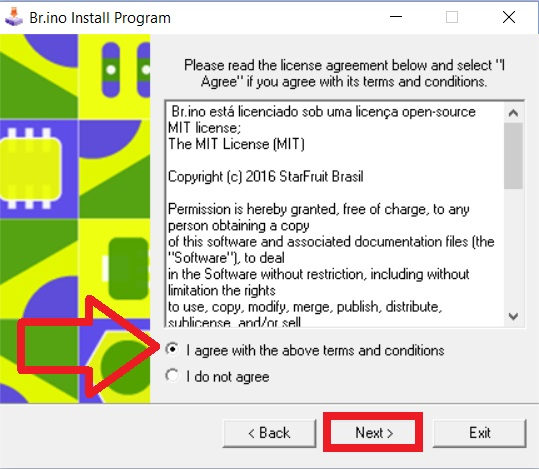 Br.ino Install Program
Please read the license agreement below and select "I
Agree" if you agree with its terms and conditions.
Br.ino está licenciado sob uma licença open-source
MIT license;
The MIT License (MIT)
Copyright (c) 2016 StarFruit Brasil
Permission is hereby granted, free of charge, to any
person obtaining a copy
of this software and associated documentation files (the
"Software"), to deal
in the Software without restriction, including without
limitation the rights
to use, copy, modify, merge, publish, distribute,
sublicense, and/or sell
I agree with the above terms and conditions
I do not agree
< Back
Next >
Exit